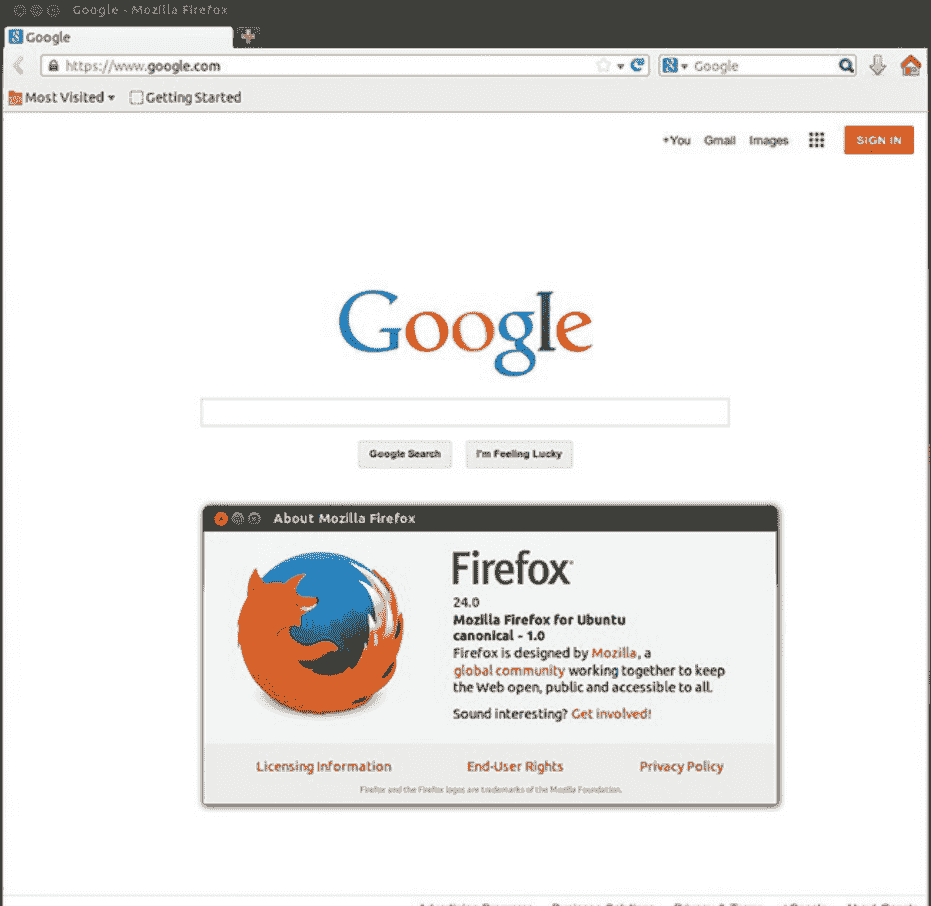 Google - Mozilla Firefox
Google
https://www.google.com
Google
Most Visited
Getting Started
+You Gmail Images SIGN IN
Google
Google Search I'm Feeling Lucky
About Mozilla Firefox
Firefox
24.0
Mozilla Firefox for Ubuntu
canonical - 1.0
Firefox is designed by Mozilla, a
global community working together to keep
the Web open, public and accessible to all.
Sound interesting? Get involved!
Licensing Information End-User Rights Privacy Policy
Firefox and the Firefox logos are trademarks of the Mozilla Foundation.